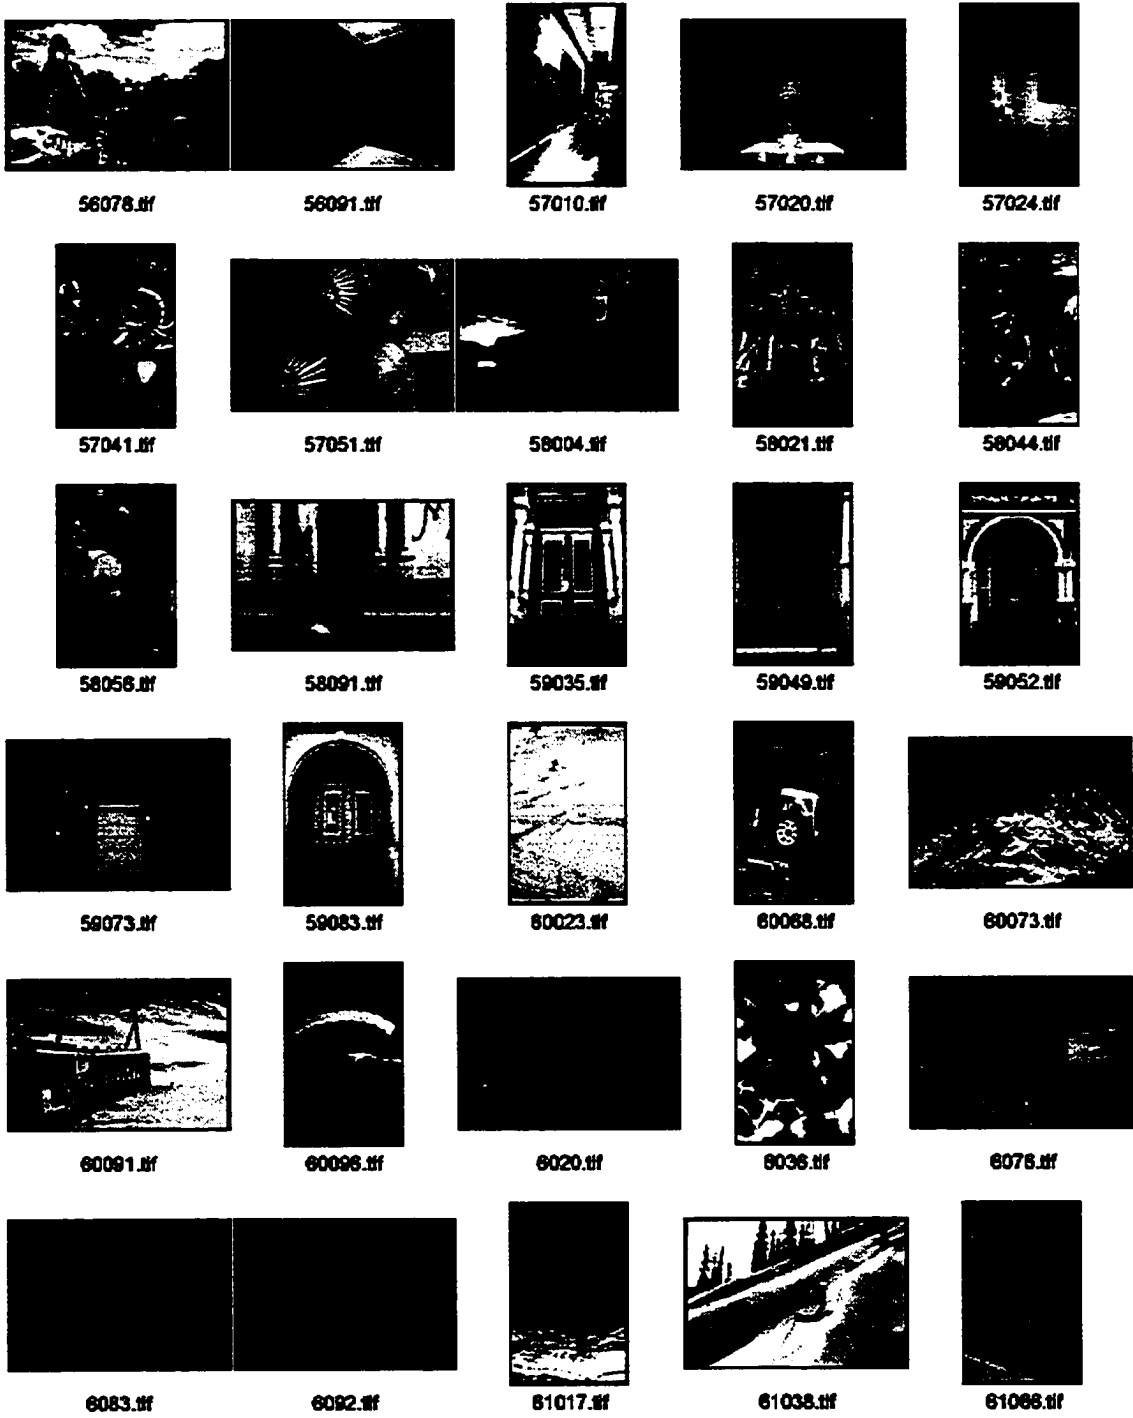 56078.tif 56091.tif 57010.tif 57020.tif 57024.tif
57041.tif 57051.tif 58004.tif 58021.tif 58044.tif
58056.tif 58091.tif 59035.tif 59049.tif 59052.tif
59073.tif 59083.tif 60023.tif 60068.tif 60073.tif
60091.tif 60096.tif 6020.tif 6036.tif 6076.tif
6083.tif 6092.tif 61017.tif 61038.tif 61066.tif